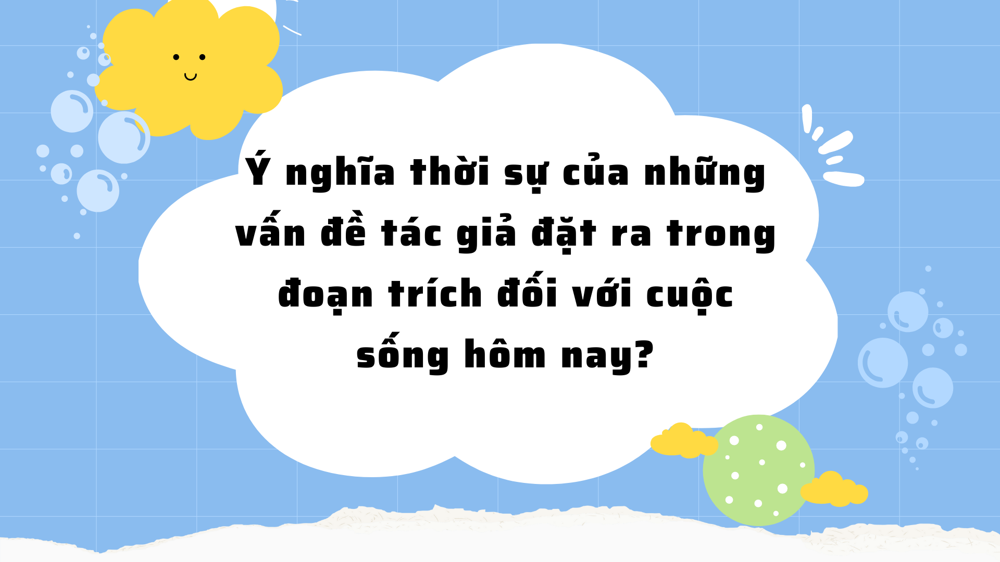 Ý nghĩa thời sự của những
vấn đề tác giả đặt ra trong
đoạn trích đối với cuộc
sống hôm nay?